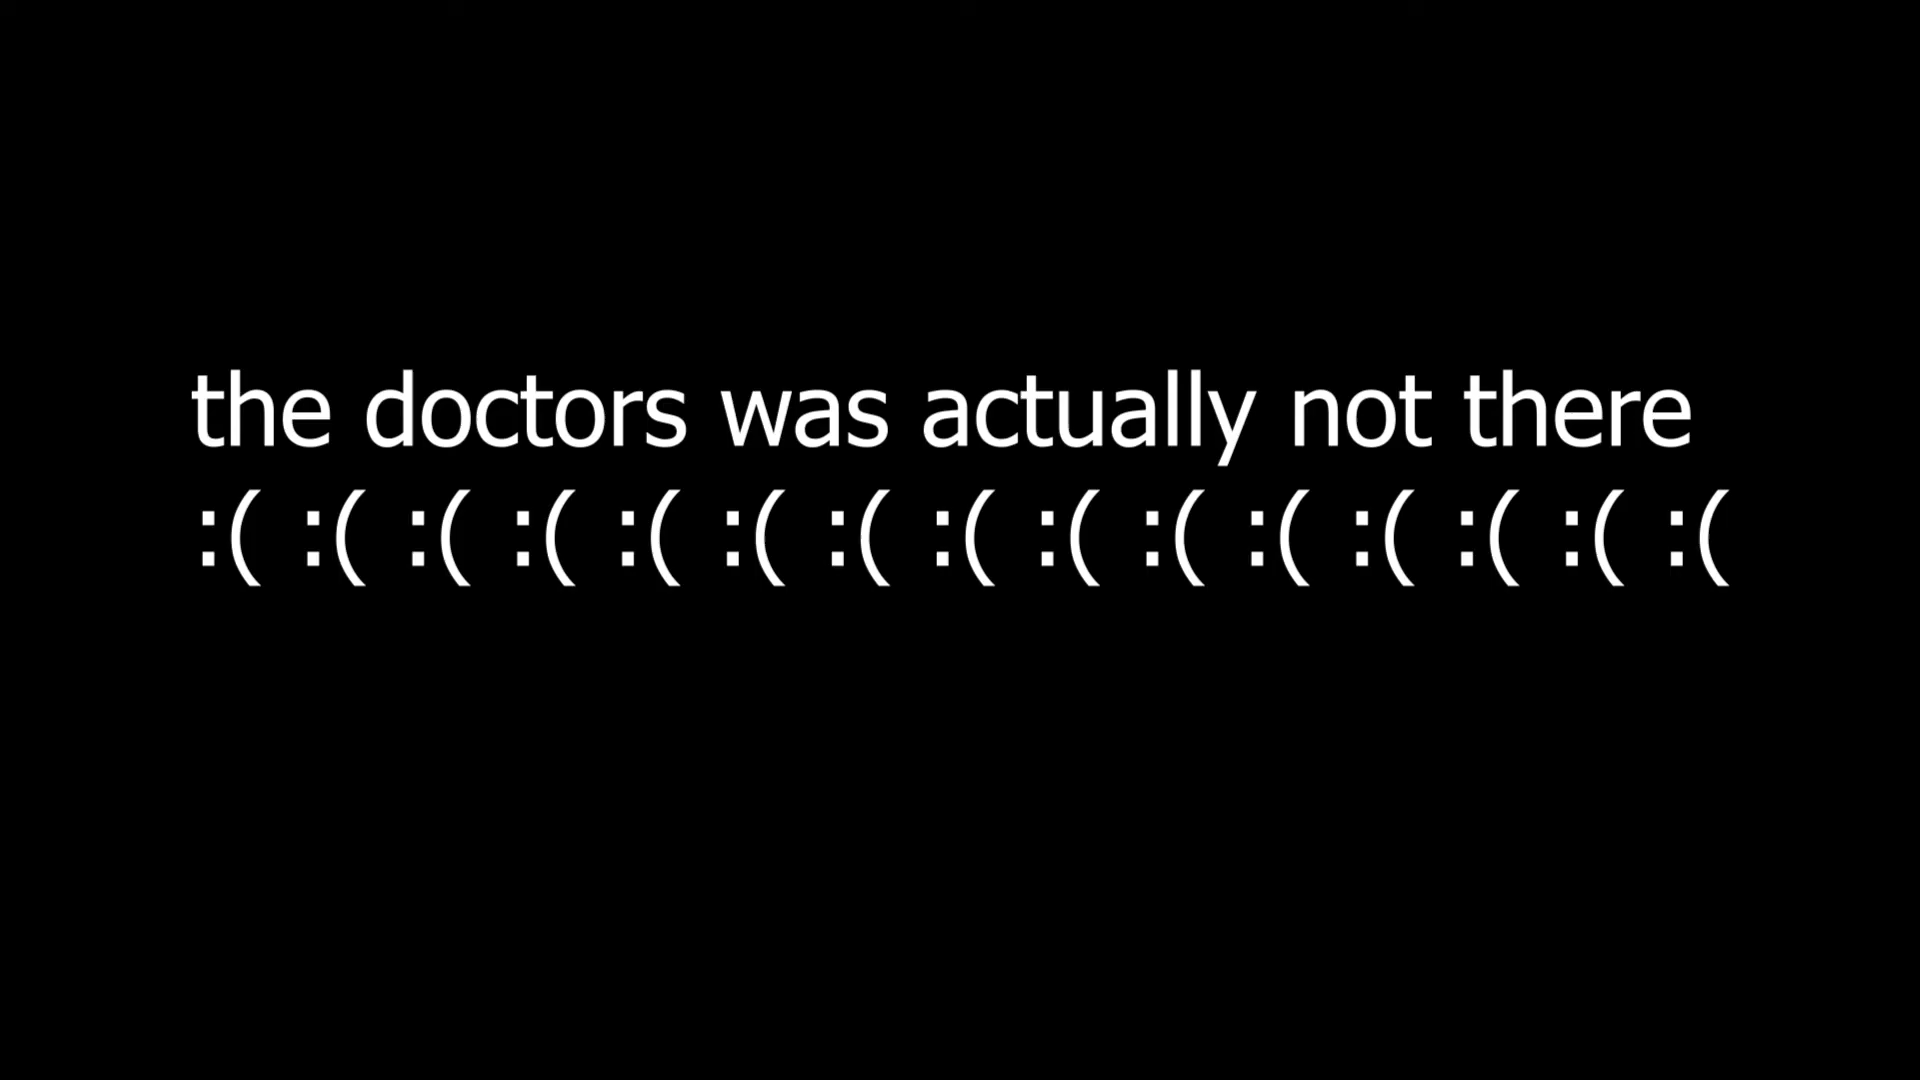 the doctors was actually not there
:( :( :( :( :( :( :( :( :( :( :( :( :( :( :(